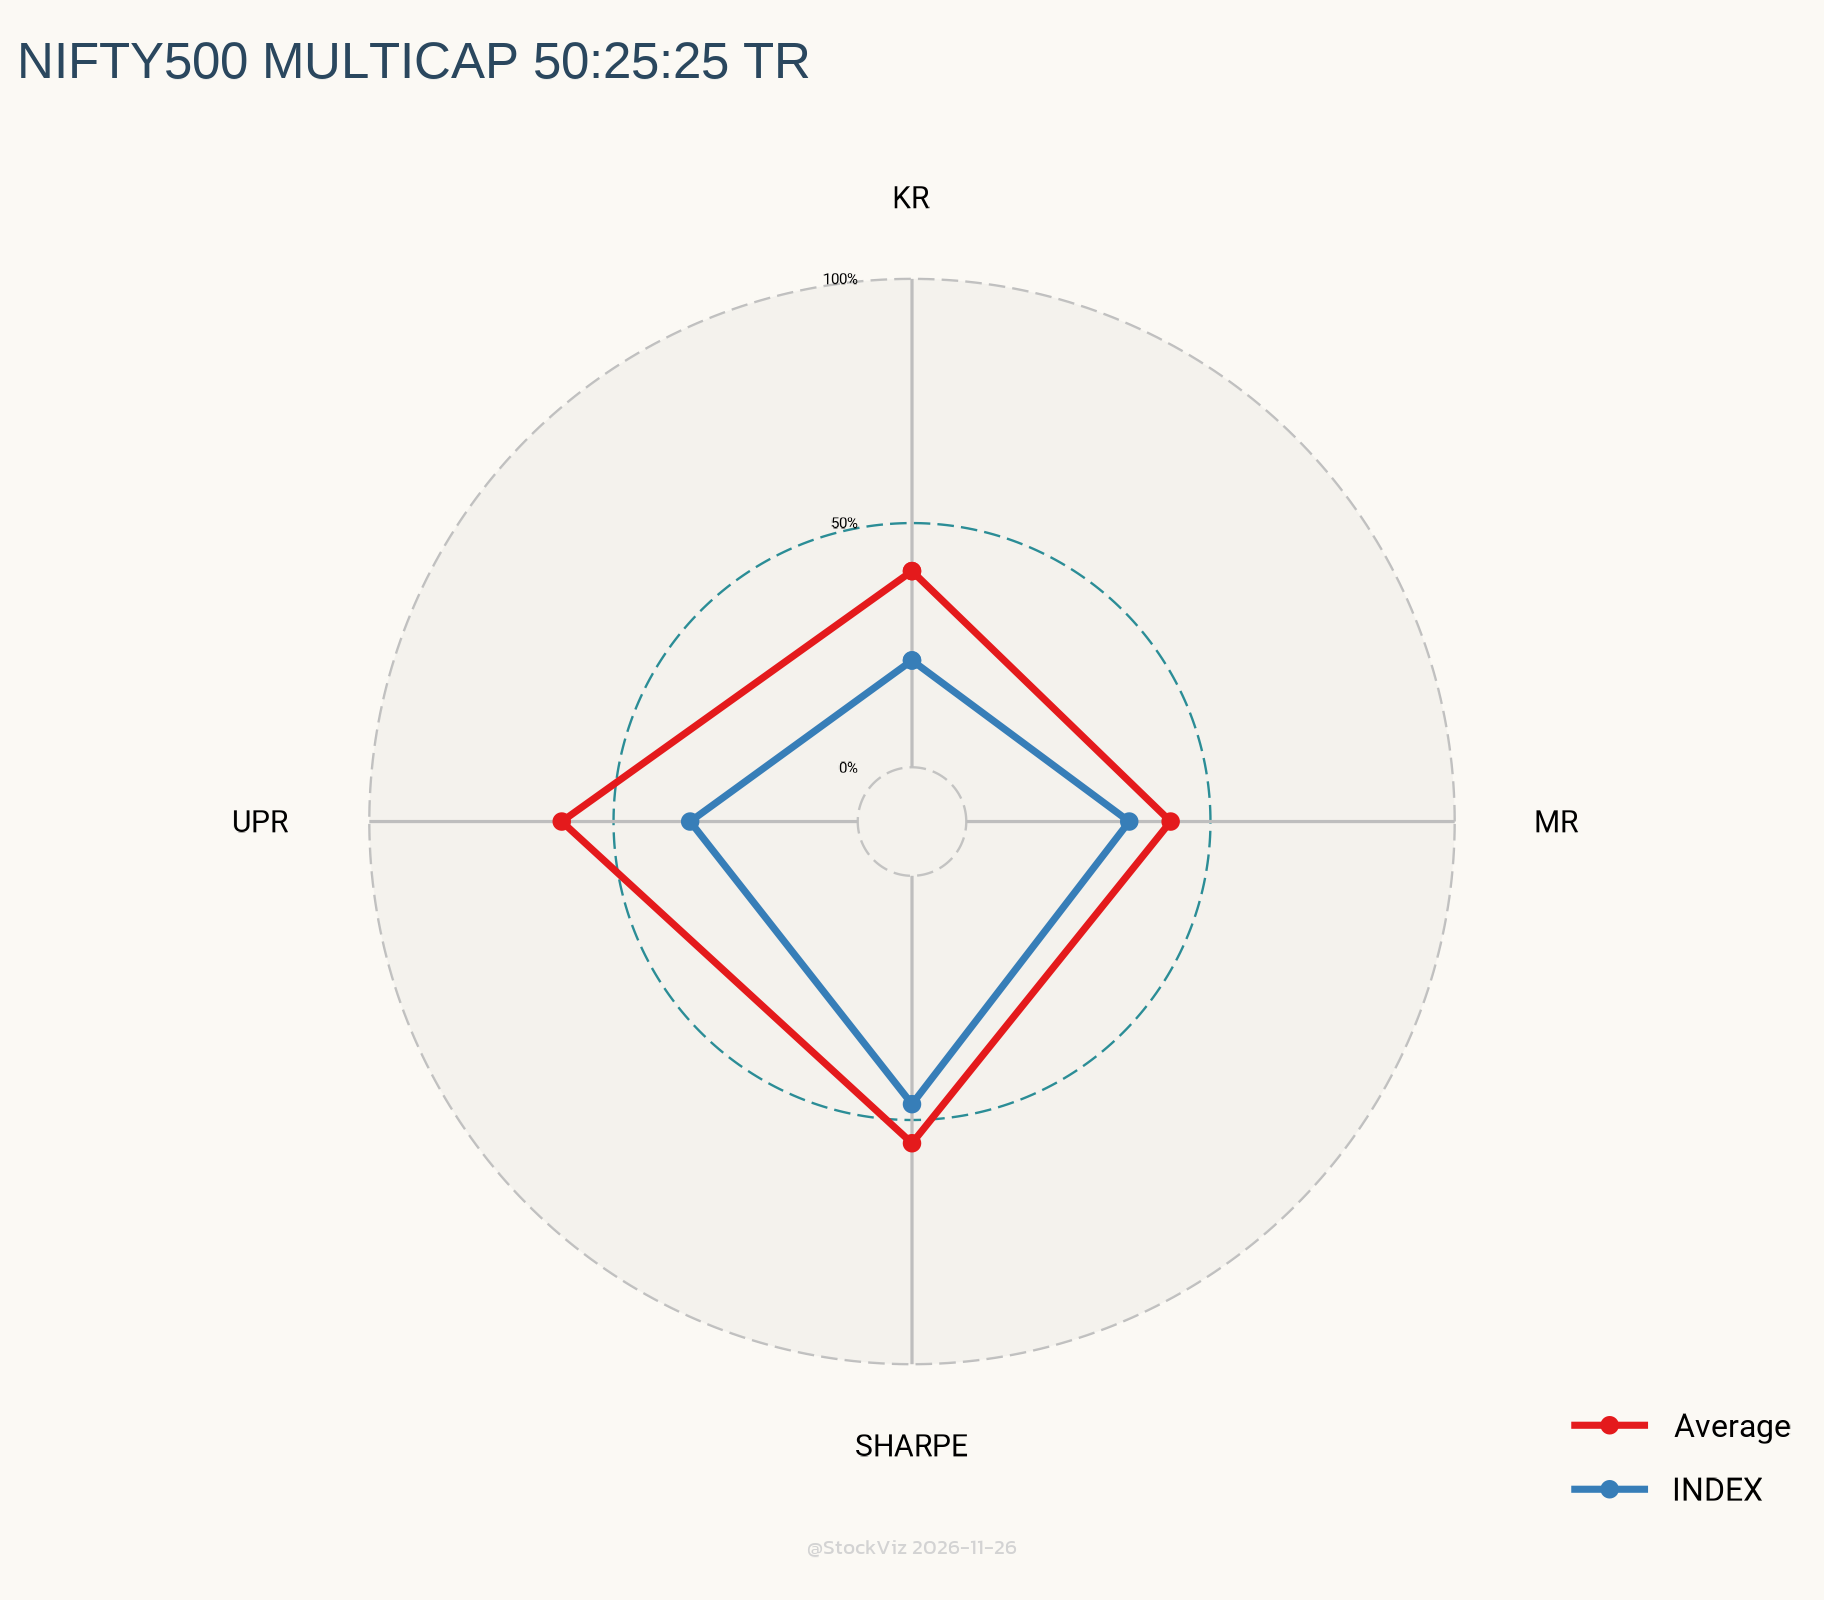 NIFTY500 MULTICAP 50:25:25 TR
KR
100%
50%
0%
UPR
MR
SHARPE
Average
INDEX
@StockViz 2026-11-26